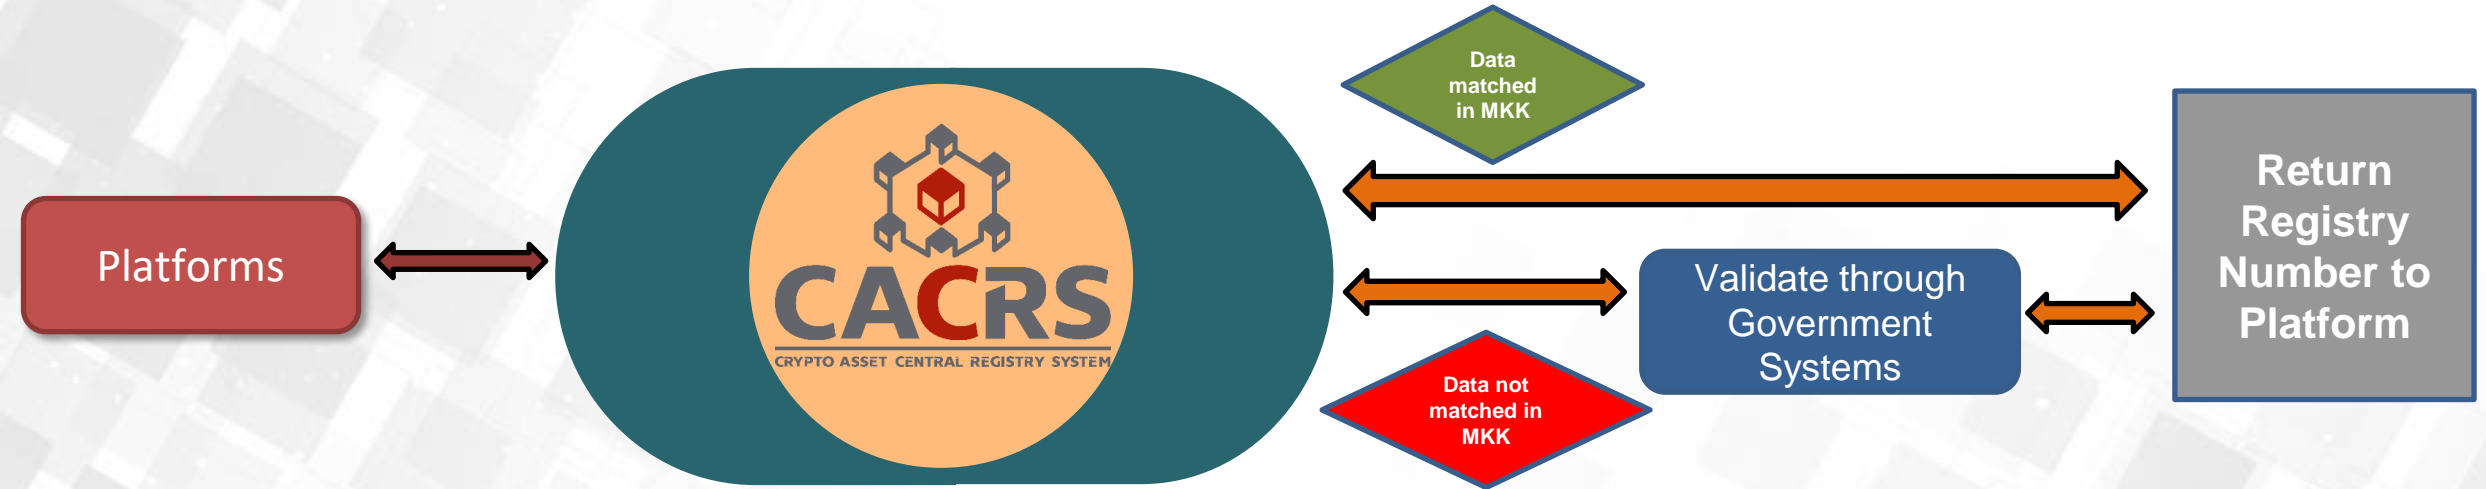 Platforms
CACRS
CRYPTO ASSET CENTRAL REGISTRY SYSTEM
Data
matched
in MKK
Data not
matched in
MKK
Validate through
Government
Systems
Return
Registry
Number to
Platform